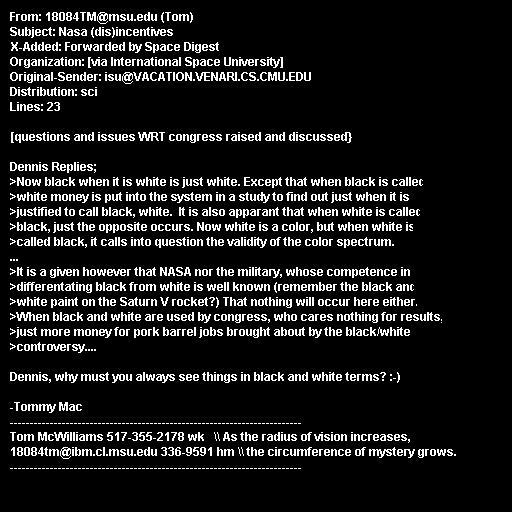 From: 18084TM@msu.edu (Tom)
Subject: Nasa (dis)incentives
X-Added: Forwarded by Space Digest
Organization: [via International Space University]
Original-Sender: isu@VACATION.VENARI.CS.CMU.EDU
Distribution: sci
Lines: 23

[questions and issues WRT congress raised and discussed}

Dennis Replies;
>Now black when it is white is just white. Except that when black is called
>white money is put into the system in a study to find out just when it is
>justified to call black, white.  It is also apparant that when white is called
>black, just the opposite occurs. Now white is a color, but when white is
>called black, it calls into question the validity of the color spectrum.
...
>It is a given however that NASA nor the military, whose competence in
>differentating black from white is well known (remember the black and
>white paint on the Saturn V rocket?) That nothing will occur here either.
>When black and white are used by congress, who cares nothing for results,
>just more money for pork barrel jobs brought about by the black/white
>controversy....

Dennis, why must you always see things in black and white terms? :-)

-Tommy Mac
-------------------------------------------------------------------------
Tom McWilliams 517-355-2178 wk   \\ As the radius of vision increases,
18084tm@ibm.cl.msu.edu 336-9591 hm \\ the circumference of mystery grows.
-------------------------------------------------------------------------